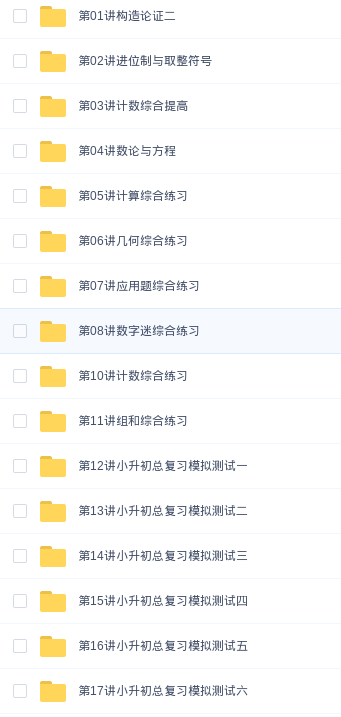 第01讲构造论证二
第02讲进位制与取整符号
第03讲计数综合提高
第04讲数论与方程
第05讲计算综合练习
第06讲几何综合练习
第07讲应用题综合练习
第08讲数字迷综合练习
第10讲计数综合练习
第11讲组和综合练习
第12讲小升初总复习模拟测试一
第13讲小升初总复习模拟测试二
第14讲小升初总复习模拟测试三
第15讲小升初总复习模拟测试四
第16讲小升初总复习模拟测试五
第17讲小升初总复习模拟测试六